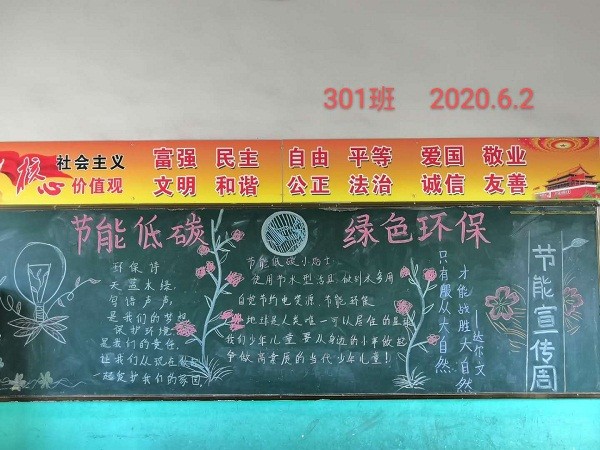 301班 2020.6.2
核心
社会主义
价值观
富强 民主 自由 平等 爱国 敬业
文明 和谐 公正 法治 诚信 友善
节能低碳 绿色环保
环保诗
天蓝水绿,
鸟语声声,
是我们的梦想
保护环境
是我们的责任,
让我们从现在做起
一起爱护我们的家园
节能低碳小贴士:
使用节水型洁具,做到水多用
自觉节约电资源,节能环保
地球是人类唯一可以居住的星球
我们少年儿童要从身边的小事做起
争做高素质的当代少年儿童!
只有服从大自然
才能战胜大自然
——达尔文
节能宣传周